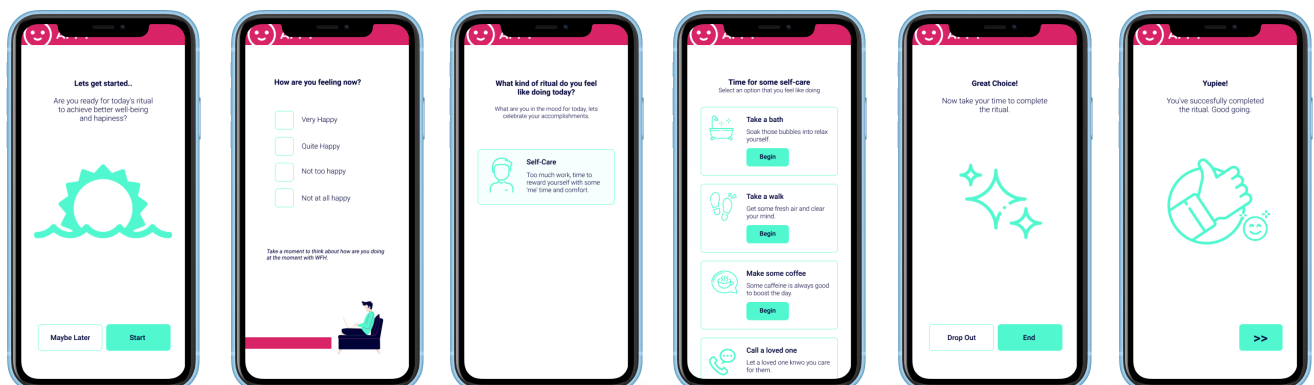 Lets get started..
Are you ready for today's ritual
to achieve better well-being
and hapiness?
Maybe Later
Start
How are you feeling now?
Very Happy
Quite Happy
Not too happy
Not at all happy
Take a moment to think about how are you doing
at the moment with WFH.
What kind of ritual do you feel
like doing today?
What are you in the mood for today, lets
celebrate your accomplishments.
Self-Care
Too much work, time to
reward yourself with some
'me' time and comfort.
Time for some self-care
Select an option that you feel like doing
Take a bath
Soak those bubbles into relax
yourself.
Begin
Take a walk
Get some fresh air and clear
your mind.
Begin
Make some coffee
Some caffeine is always good
to boost the day.
Begin
Call a loved one
Let a loved one knwo you care
for them.
Great Choice!
Now take your time to complete
the ritual.
Drop Out
End
Yupiee!
You've succesfully completed
the ritual. Good going.
>>